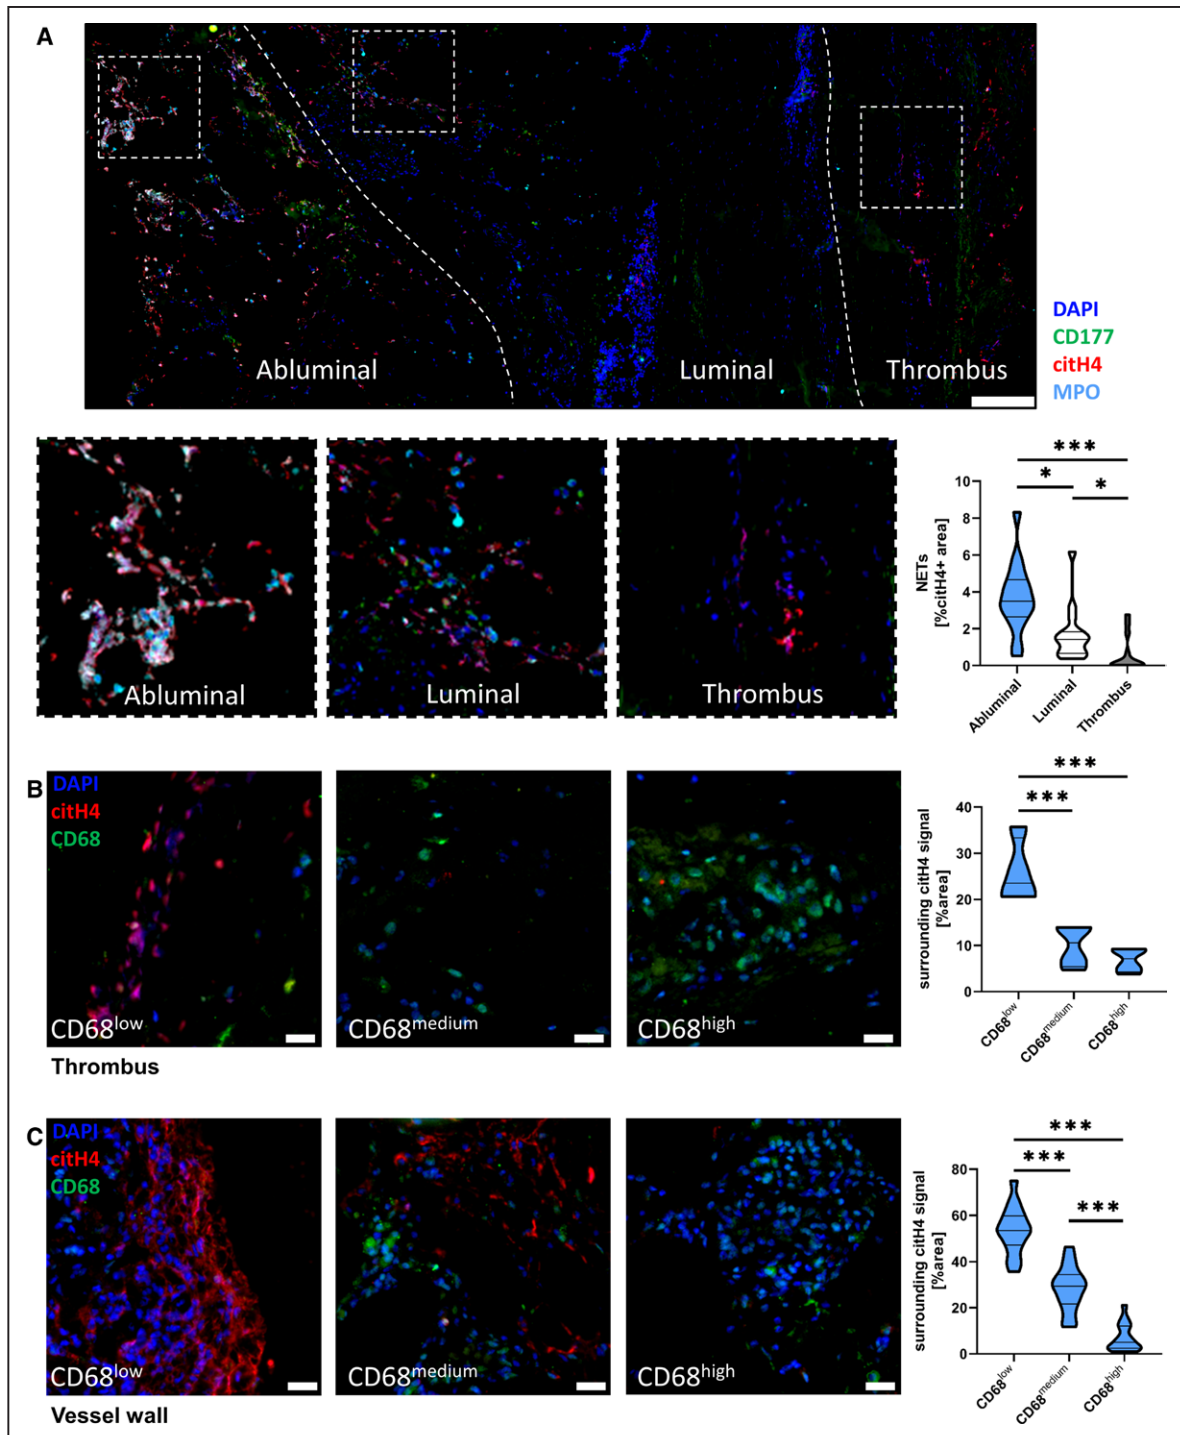 A
Abluminal
Luminal
Thrombus
DAPI
CD177
citH4
MPO
Abluminal
Luminal
Thrombus
***
*
*
10
8
6
4
2
0
NETs
[%citH4+ area]
Abluminal
Luminal
Thrombus
B
DAPI
citH4
CD68
CD68low
CD68medium
CD68high
Thrombus
***
***
40
30
20
10
0
surrounding citH4 signal
[%area]
CD68low
CD68medium
CD68high
C
DAPI
citH4
CD68
CD68low
CD68medium
CD68high
Vessel wall
***
***
***
80
60
40
20
0
surrounding citH4 signal
[%area]
CD68low
CD68medium
CD68high